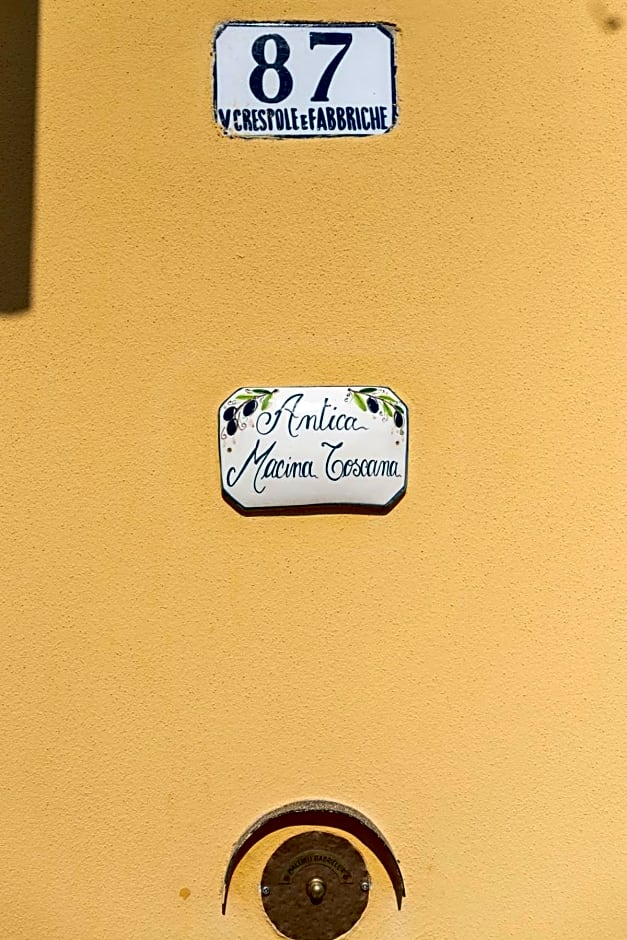 87
V CRESPOLE E FABBRICHE
Antica
Macina Toscana